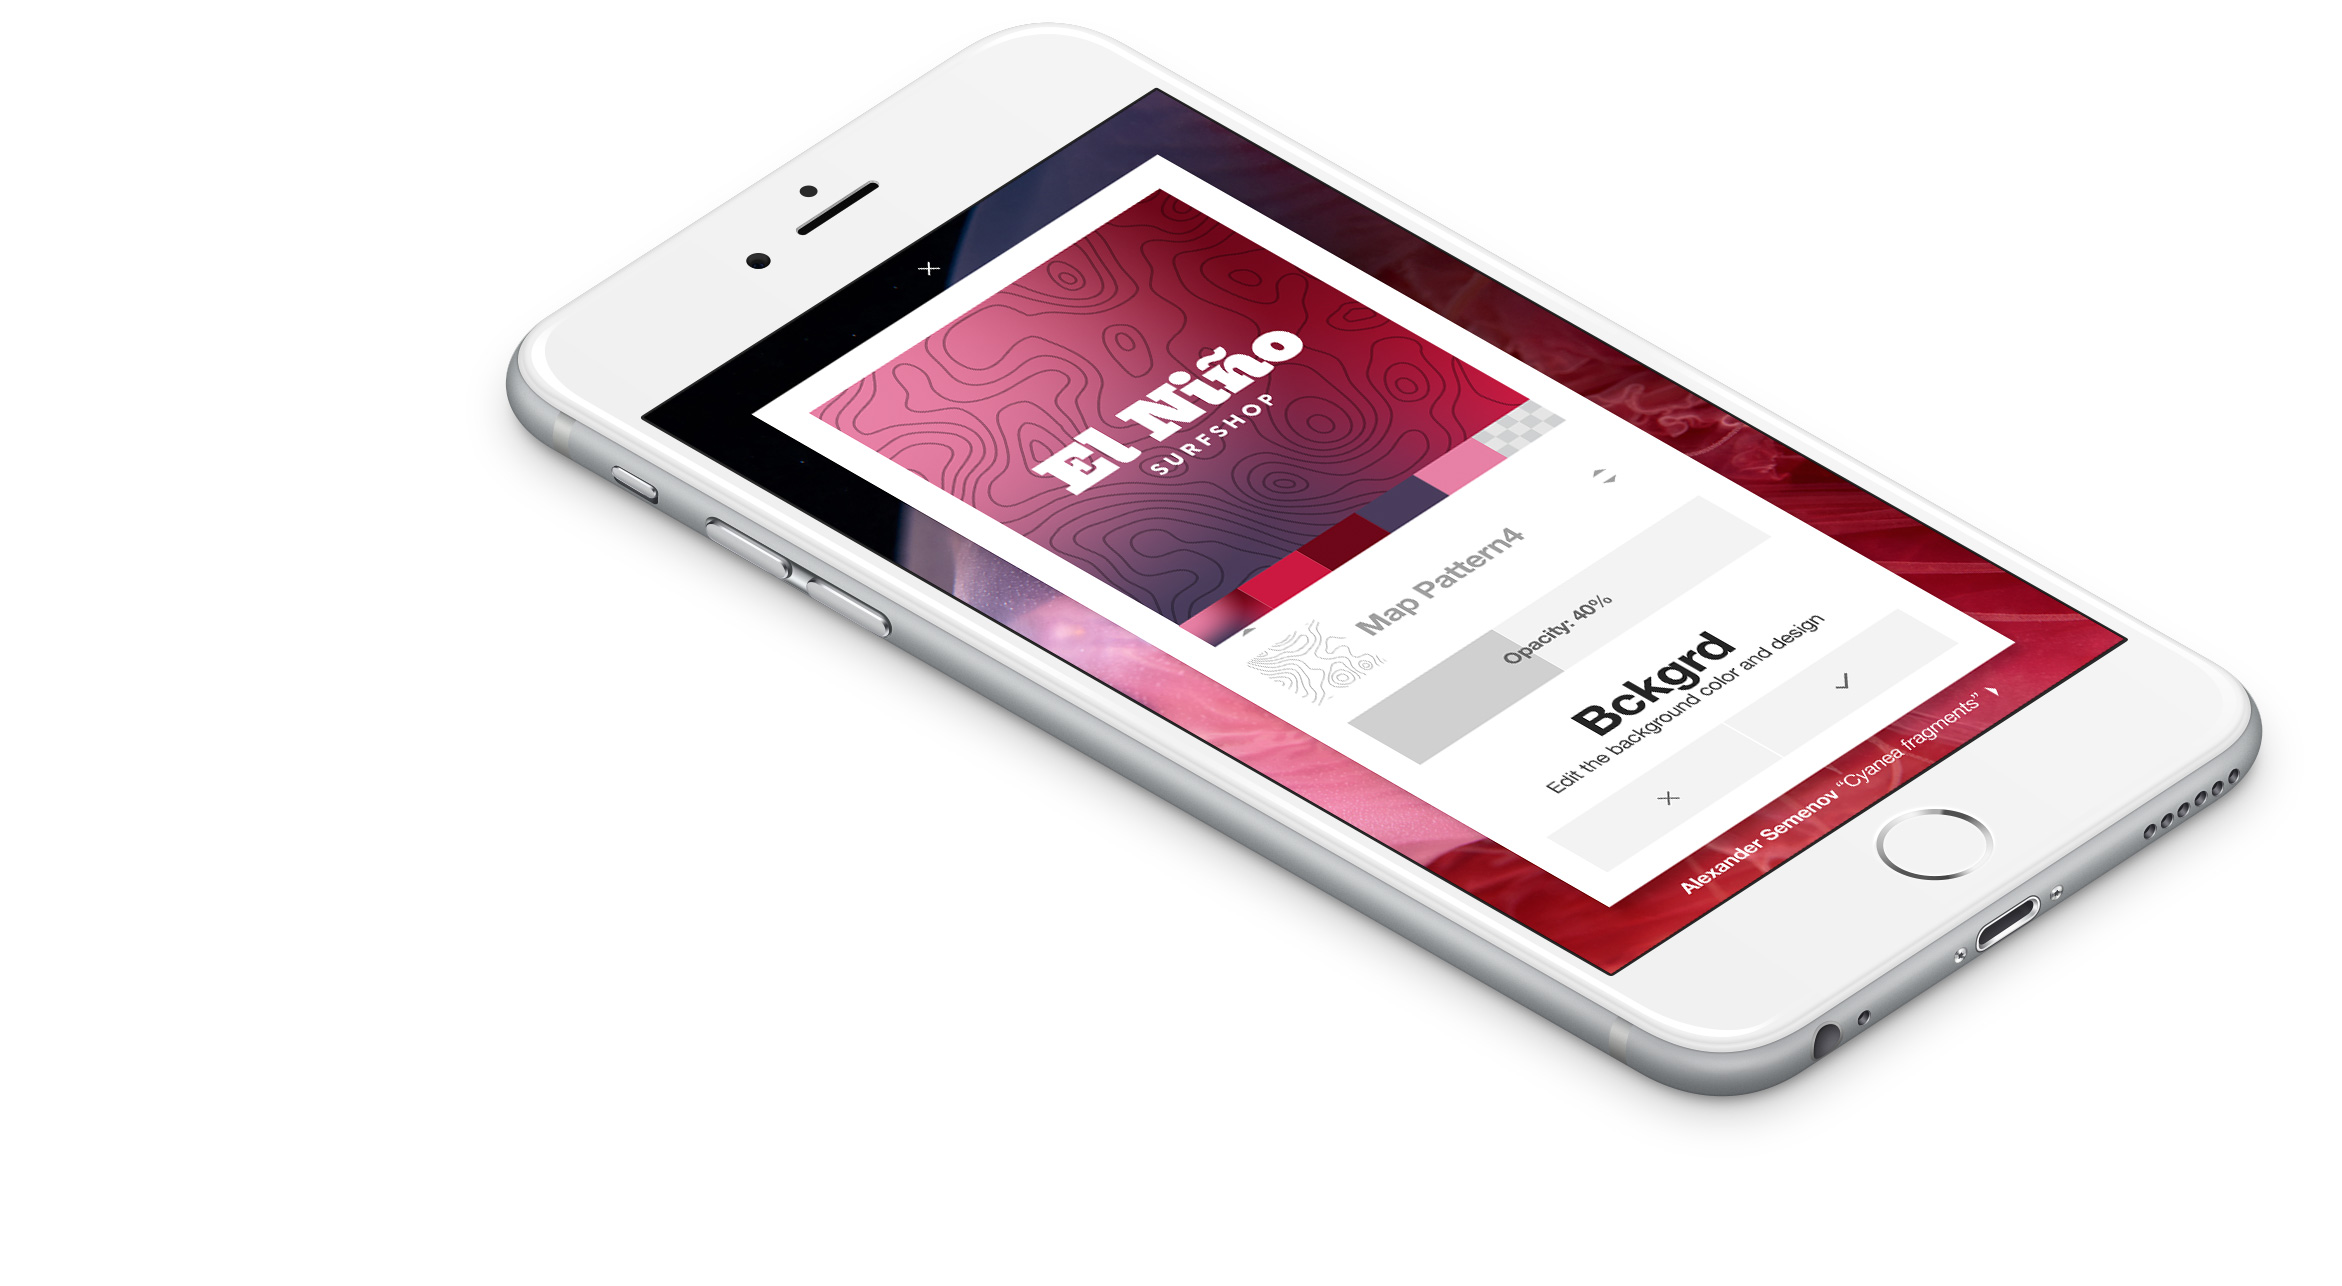 El Niño
SURFSHOP
Map Pattern4
Opacity: 40%
Bckgrd
Edit the background color and design
Alexander Semenov “Cyanea fragments”